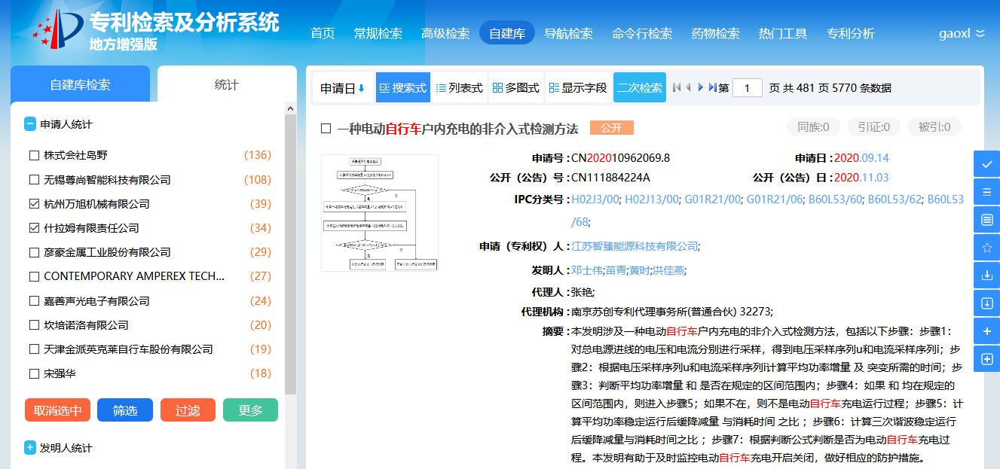 专利检索及分析系统
地方增强版
首页 常规检索 高级检索 自建库 导航检索 命令行检索 药物检索 热门工具 专利分析 gaoxl
自建库检索 统计
申请人统计
株式会社岛野 (136)
无锡尊尚智能科技有限公司 (108)
杭州万旭机械有限公司 (39)
什拉姆有限责任公司 (34)
彦豪金属工业股份有限公司 (29)
CONTEMPORARY AMPEREX TECH... (27)
嘉善声光电子有限公司 (24)
坎培诺洛有限公司 (20)
天津金派英克莱自行车股份有限公司 (19)
宋强华 (18)
取消选中 筛选 过滤 更多
发明人统计
申请日 搜索式 列表式 多图式 显示字段 二次检索 第 1 页 共 481 页 5770 条数据
一种电动自行车户内充电的非介入式检测方法 公开 同族:0 引证:0 被引:0
申请号 : CN202010962069.8 申请日 : 2020.09.14
公开（公告）号 : CN111884224A 公开（公告）日 : 2020.11.03
IPC分类号 : H02J3/00; H02J13/00; G01R21/00; G01R21/06; B60L53/60; B60L53/62; B60L53
/68;
申请（专利权）人 : 江苏智臻能源科技有限公司;
发明人 : 邓士伟;苗青;黄时;洪佳燕;
代理人 : 张艳;
代理机构 : 南京苏创专利代理事务所(普通合伙) 32273;
摘要 : 本发明涉及一种电动自行车户内充电的非介入式检测方法，包括以下步骤：步骤1：
对总电源进线的电压和电流分别进行采样，得到电压采样序列u和电流采样序列i；步
骤2：根据电压采样序列u和电流采样序列i计算平均功率增量 及 突变所需的时间；步
骤3：判断平均功率增量 和 是否在规定的区间范围内；步骤4：如果 和 均在规定的
区间范围内，则进入步骤5；如果不在，则不是电动自行车充电运行过程；步骤5：计
算平均功率稳定运行后缓降减量 与消耗时间 之比 ；步骤6：计算三次谐波稳定运行
后缓降减量与消耗时间之比 ；步骤7：根据判断公式判断是否为电动自行车充电过
程。本发明有助于及时监控电动自行车充电开启关闭，做好相应的防护措施。